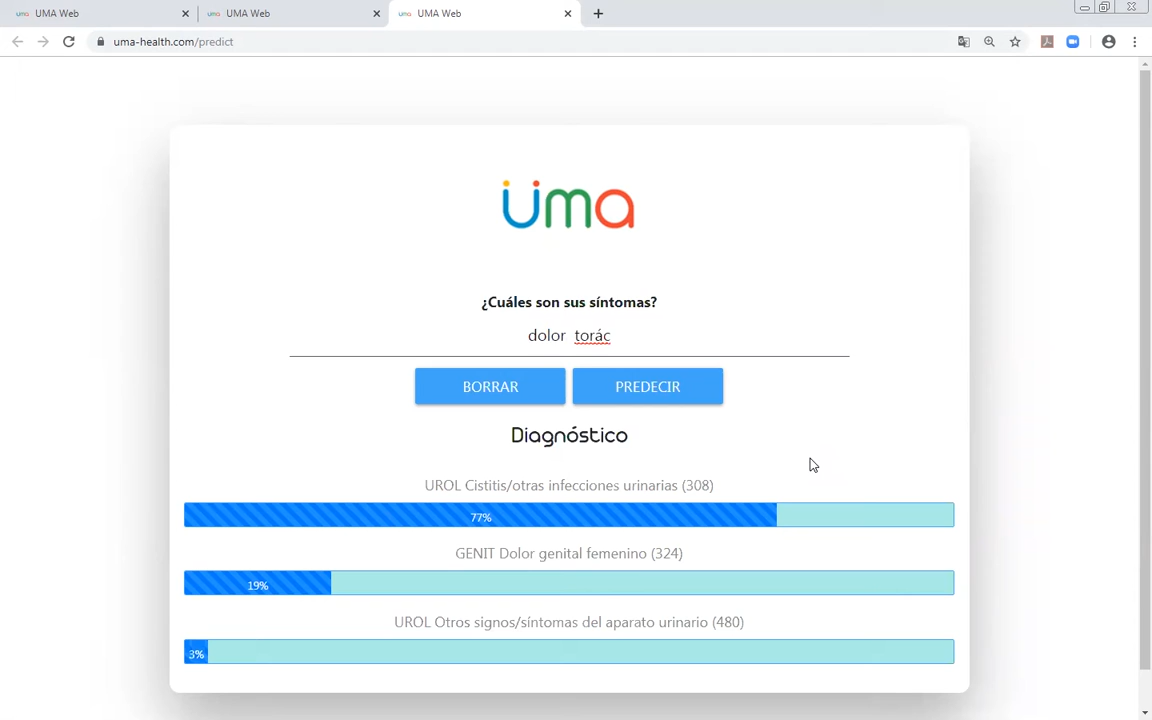 UMA Web
UMA Web
UMA Web
uma-health.com/predict
uma
¿Cuáles son sus síntomas?
dolor  torác
BORRAR
PREDECIR
Diagnóstico
UROL Cistitis/otras infecciones urinarias (308)
77%
GENIT Dolor genital femenino (324)
19%
UROL Otros signos/síntomas del aparato urinario (480)
3%